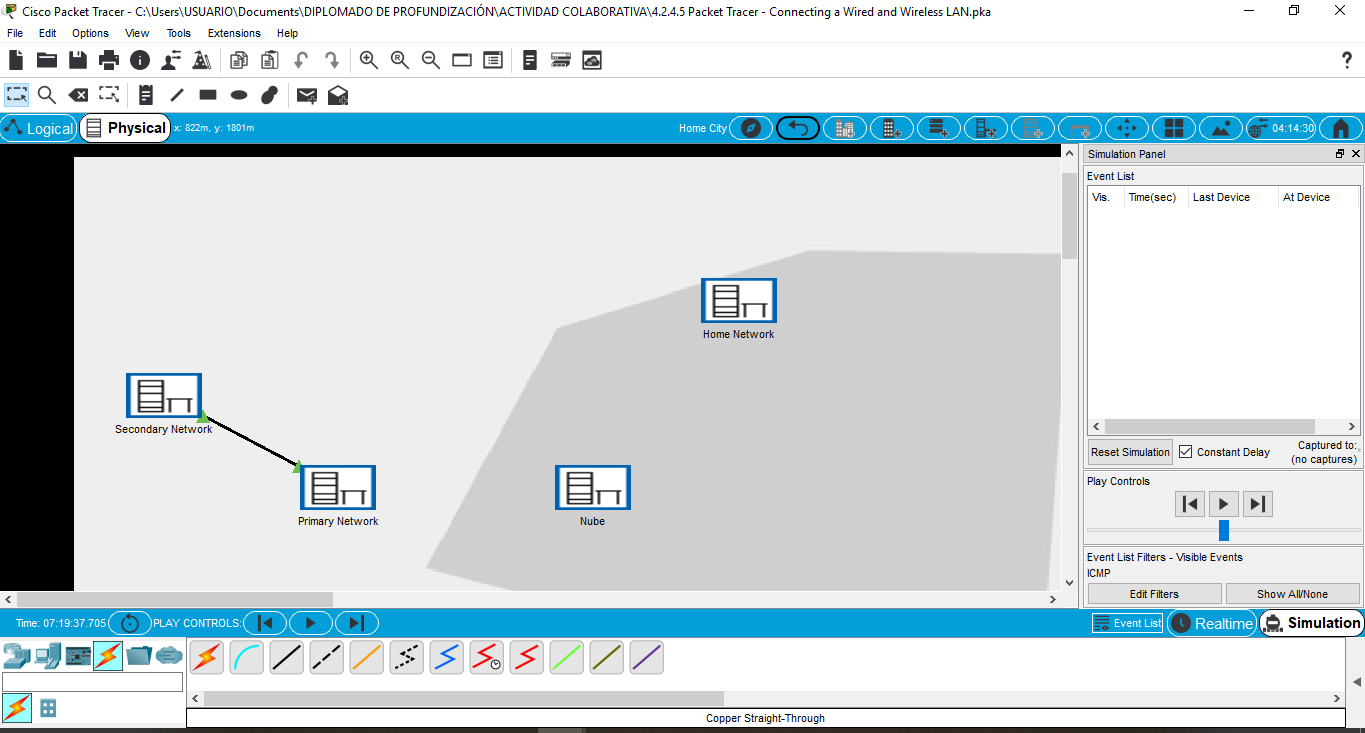 Cisco Packet Tracer - C:\Users\USUARIO\Documents\DIPLOMADO DE PROFUNDIZACIÓN\ACTIVIDAD COLABORATIVA\4.2.4.5 Packet Tracer - Connecting a Wired and Wireless LAN.pka
File Edit Options View Tools Extensions Help
Logical Physical x: 822m, y: 1801m Home City 04:14:30
Simulation Panel
Event List
Vis. Time(sec) Last Device At Device
Home Network
Secondary Network
Primary Network
Nube
Reset Simulation Constant Delay Captured to:
(no captures)
Play Controls
Event List Filters - Visible Events
ICMP
Edit Filters Show All/None
Time: 07:19:37.705 PLAY CONTROLS: Event List Realtime Simulation
Copper Straight-Through